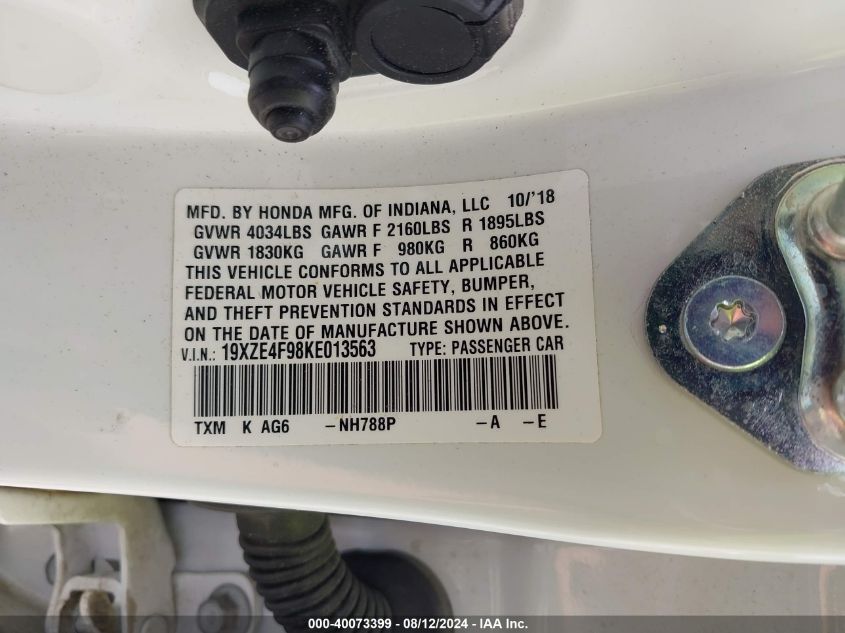 MFD. BY HONDA MFG. OF INDIANA, LLC 10/'18
GVWR 4034LBS GAWR F 2160LBS R 1895LBS
GVWR 1830KG GAWR F 980KG R 860KG
THIS VEHICLE CONFORMS TO ALL APPLICABLE
FEDERAL MOTOR VEHICLE SAFETY, BUMPER,
AND THEFT PREVENTION STANDARDS IN EFFECT
ON THE DATE OF MANUFACTURE SHOWN ABOVE.
V.I.N.: 19XZE4F98KE013563 TYPE: PASSENGER CAR
TXM K AG6 -NH788P -A -E
000-40073399 - 08/12/2024 - IAA Inc.